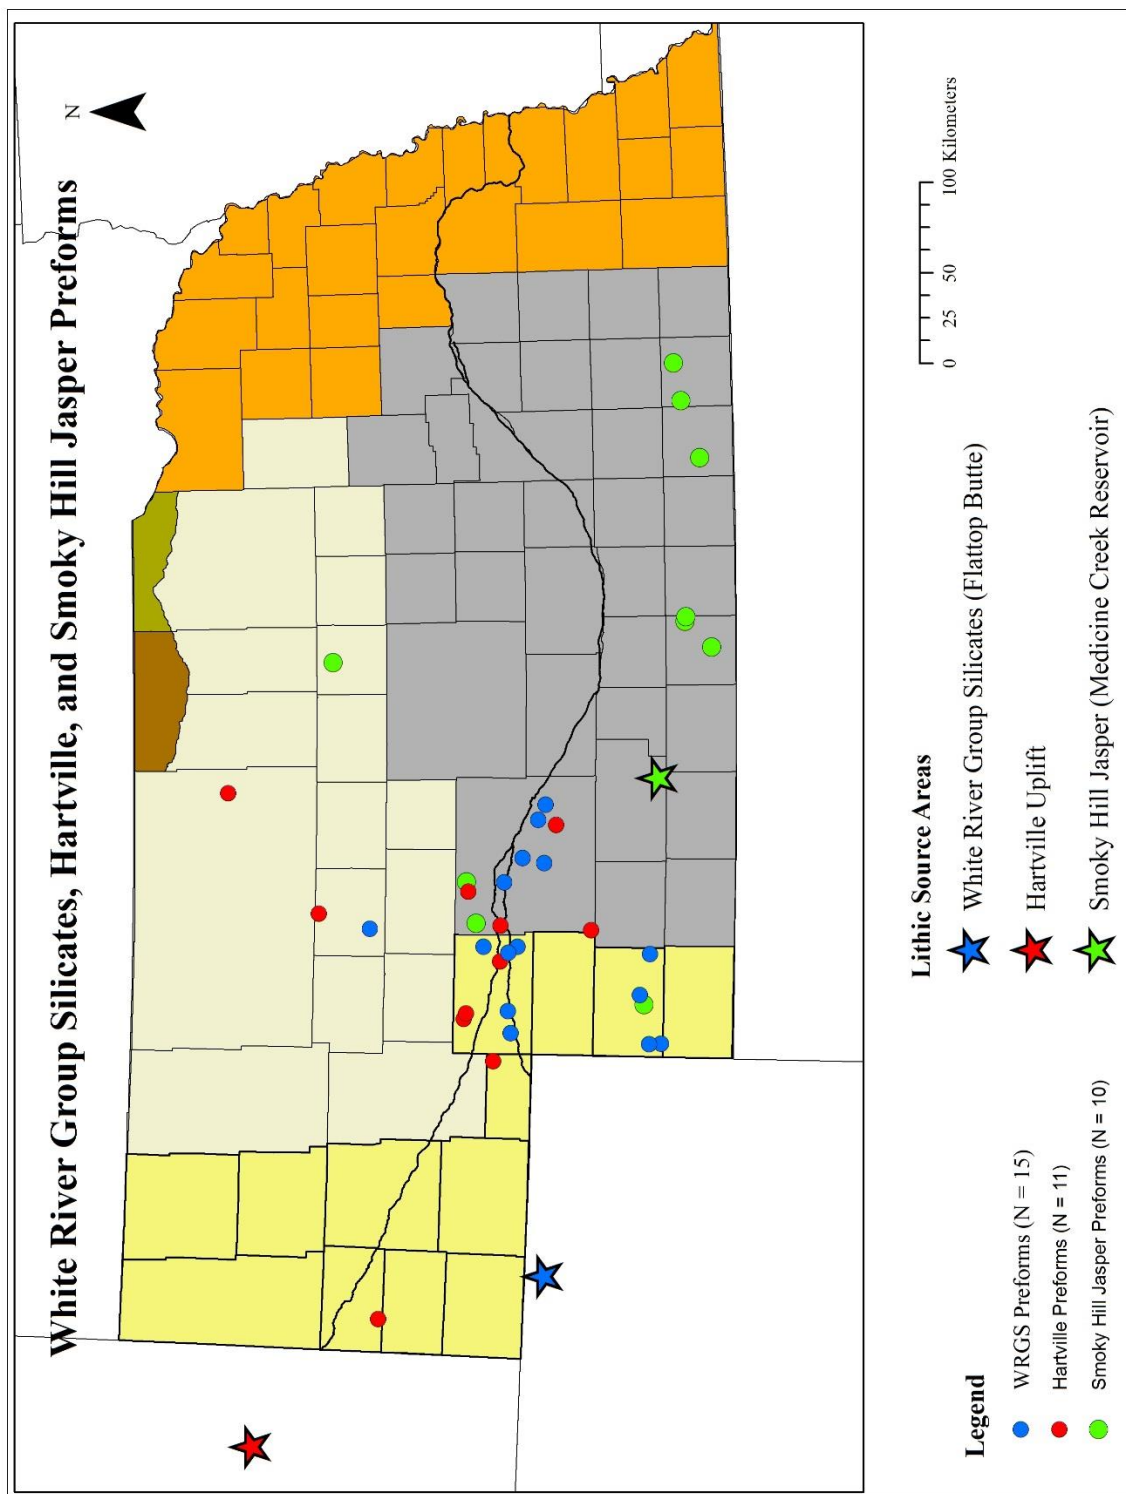 White River Group Silicates, Hartville, and Smoky Hill Jasper Preforms
N
Legend
WRGS Preforms (N = 15)
Hartville Preforms (N = 11)
Smoky Hill Jasper Preforms (N = 10)
Lithic Source Areas
White River Group Silicates (Flattop Butte)
Hartville Uplift
Smoky Hill Jasper (Medicine Creek Reservoir)
0 25 50 100 Kilometers